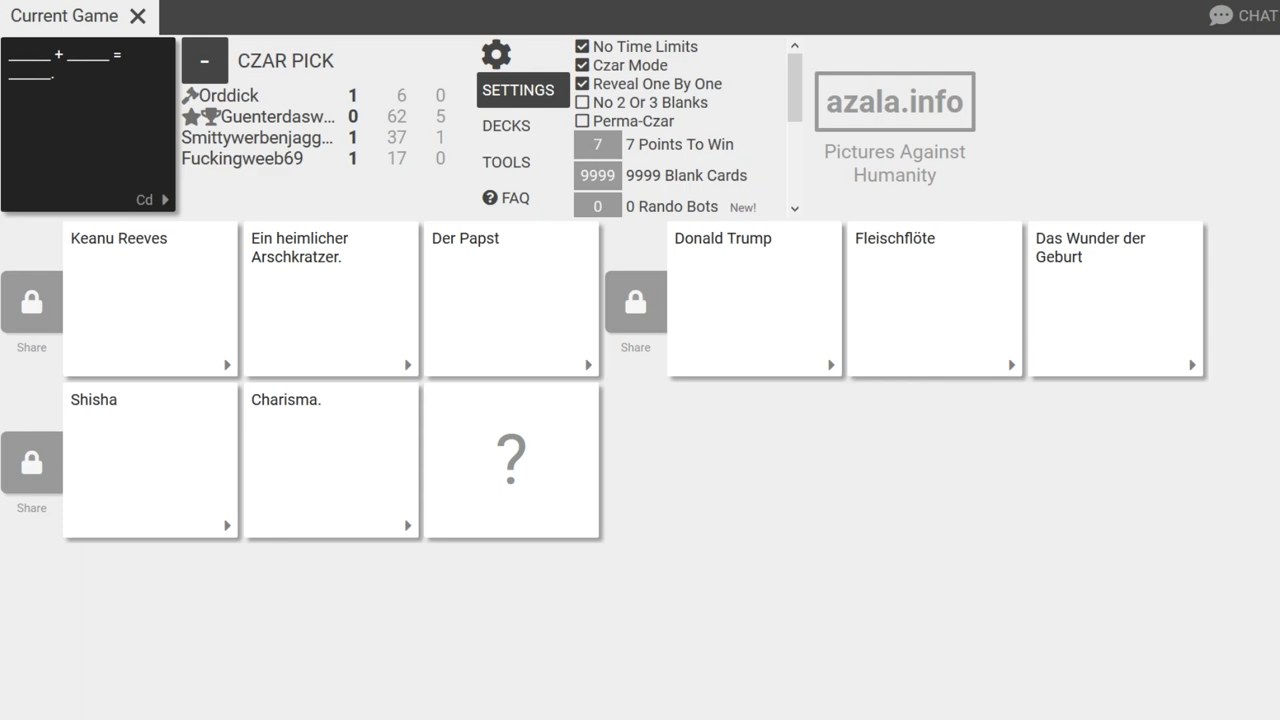 Current Game
CHAT
_____ + _____ =
_____.
Cd
-
CZAR PICK
Orddick 1 6 0
Guenterdasw... 0 62 5
Smittywerbenjagg... 1 37 1
Fuckingweeb69 1 17 0
SETTINGS
DECKS
TOOLS
FAQ
No Time Limits
Czar Mode
Reveal One By One
No 2 Or 3 Blanks
Perma-Czar
7 7 Points To Win
9999 9999 Blank Cards
0 0 Rando Bots New!
azala.info
Pictures Against
Humanity
Share
Keanu Reeves
Ein heimlicher
Arschkratzer.
Der Papst
Share
Donald Trump
Fleischflöte
Das Wunder der
Geburt
Share
Shisha
Charisma.
?